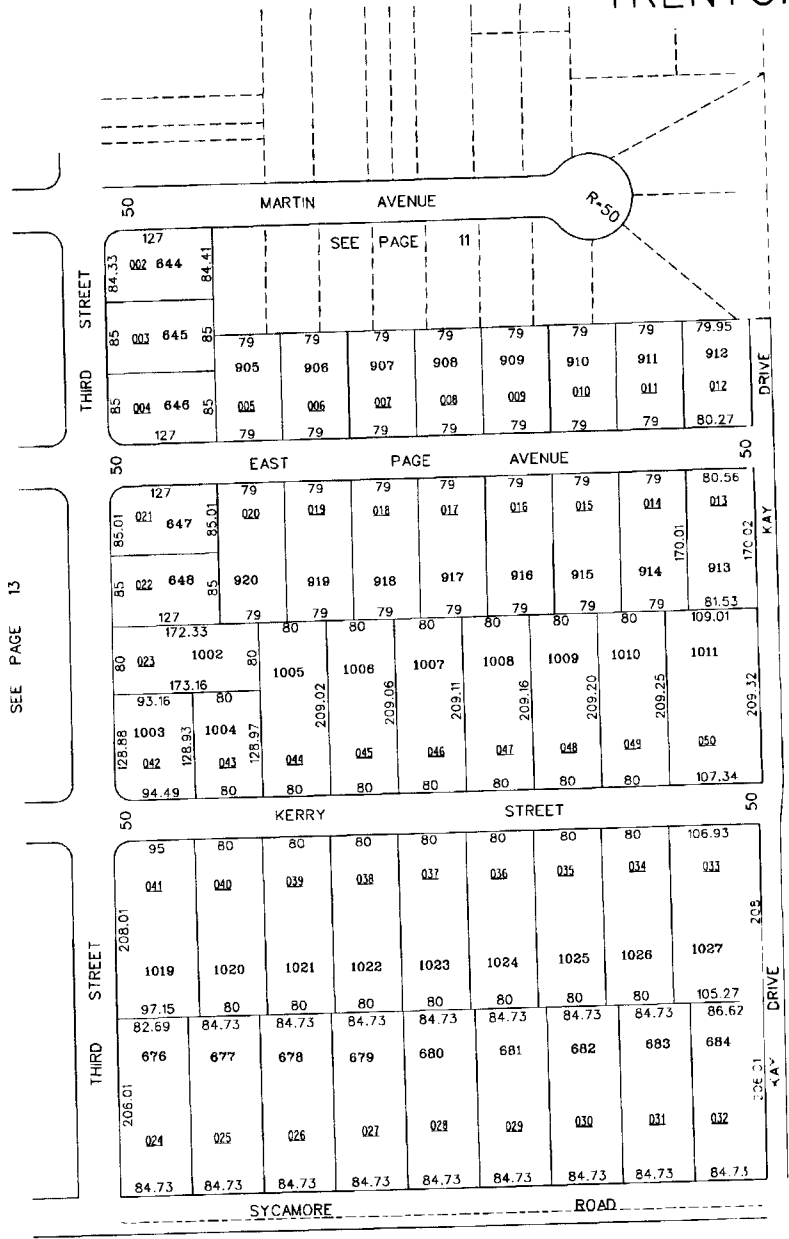 MARTIN AVENUE
50
R=50
127
SEE PAGE 11
84.33 002 644 84.41
THIRD STREET
85 003 645 85
79 79 79 79 79 79 79 79.95
905 906 907 908 909 910 911 912
DRIVE
85 004 646 85
005 006 007 008 009 010 011 012
127 79 79 79 79 79 79 79 80.27
50 EAST PAGE AVENUE 50
127 79 79 79 79 79 79 79 80.56
85.01 021 647 85.01 020 019 018 017 016 015 014 013
KAY
170.01 170.02
SEE PAGE 13
85 022 648 85 920 919 918 917 916 915 914 913
127 79 79 79 79 79 79 79 81.53
172.33 80 80 80 80 80 80 109.01
80 023 1002 80 1005 1006 1007 1008 1009 1010 1011
173.16
93.16 80
209.02 209.06 209.11 209.16 209.20 209.25 209.32
128.88 1003 128.93 1004 128.97
042 043 044 045 046 047 048 049 050
94.49 80 80 80 80 80 80 80 107.34
50 KERRY STREET 50
95 80 80 80 80 80 80 80 106.93
041 040 039 038 037 036 035 034 033
208.01 208
THIRD STREET
1019 1020 1021 1022 1023 1024 1025 1026 1027
97.15 80 80 80 80 80 80 80 105.27
KAY DRIVE
82.69 84.73 84.73 84.73 84.73 84.73 84.73 84.73 86.62
676 677 678 679 680 681 682 683 684
206.01
024 025 026 027 028 029 030 031 032
84.73 84.73 84.73 84.73 84.73 84.73 84.73 84.73 84.73
SYCAMORE ROAD